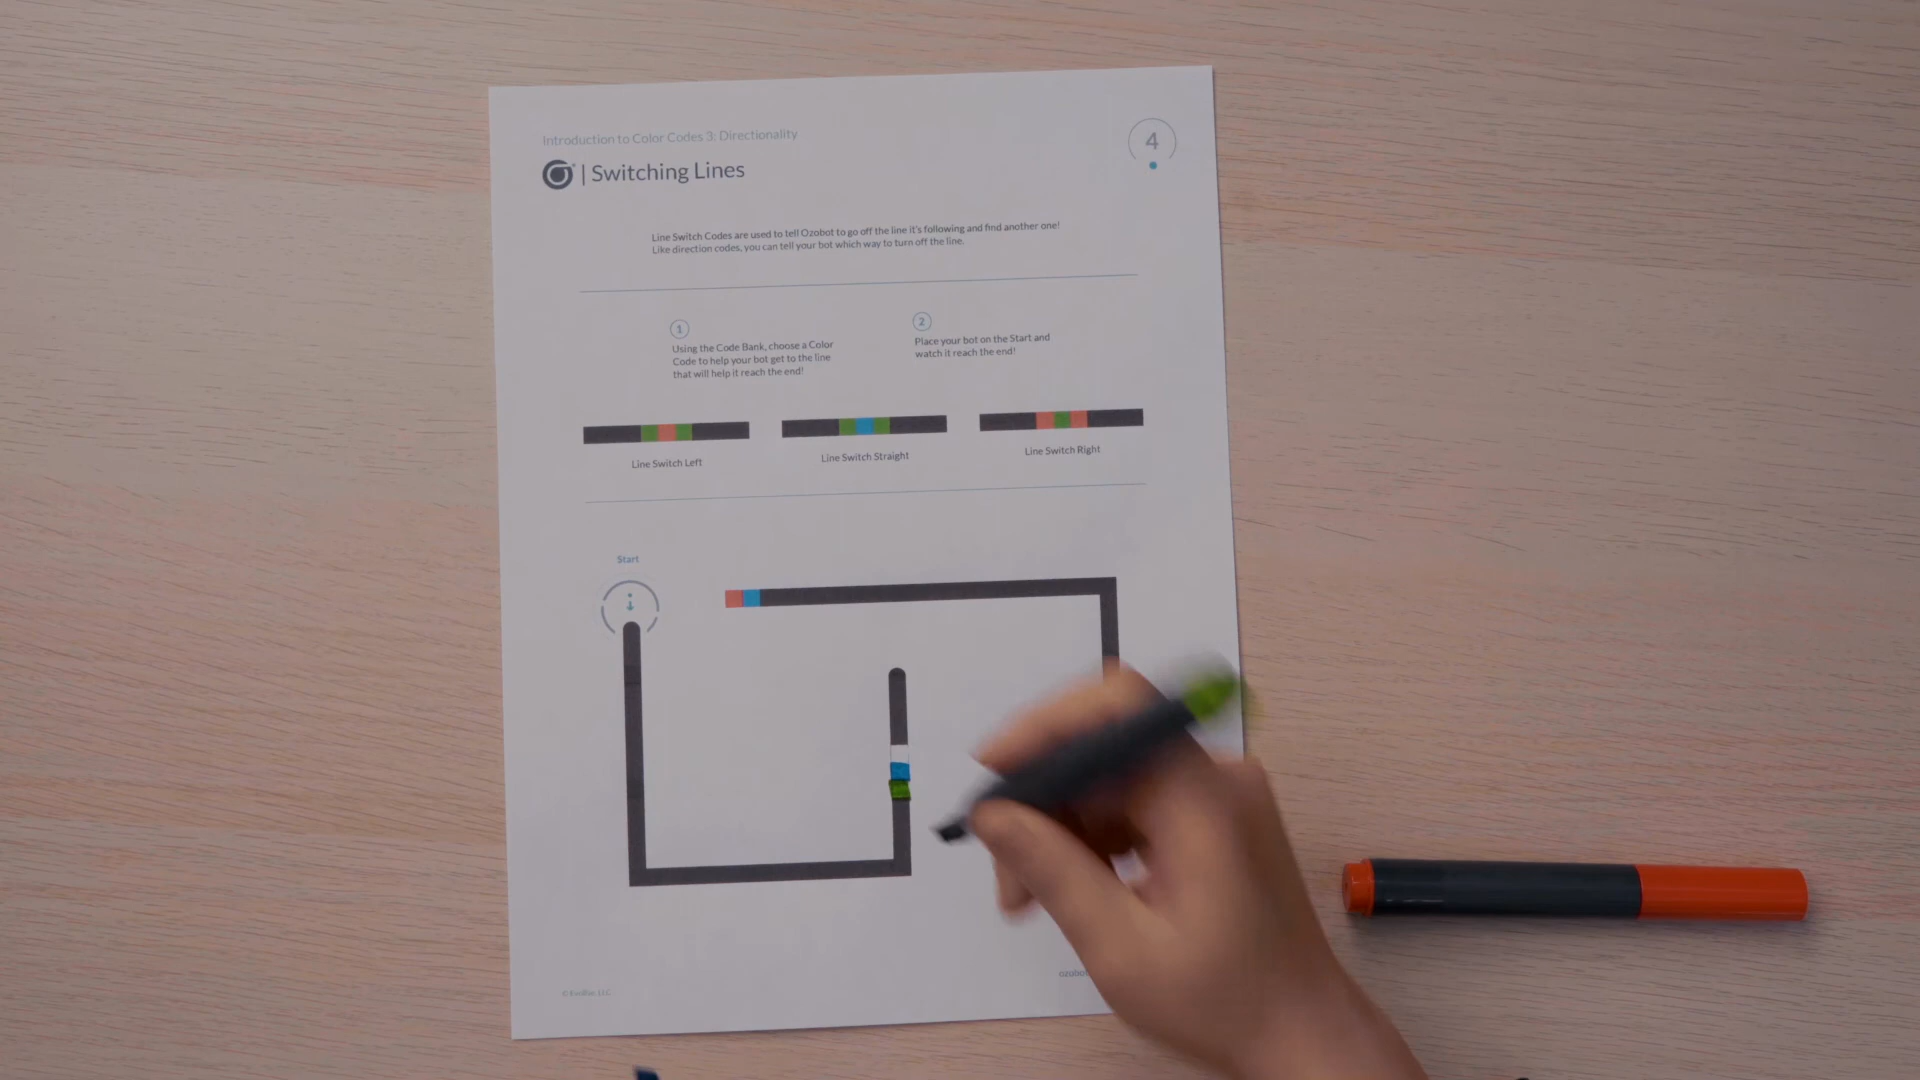 Introduction to Color Codes 3: Directionality
4
| Switching Lines
Line Switch Codes are used to tell Ozobot to go off the line it's following and find another one!
Like direction codes, you can tell your bot which way to turn off the line.
1
Using the Code Bank, choose a Color
Code to help your bot get to the line
that will help it reach the end!
2
Place your bot on the Start and
watch it reach the end!
Line Switch Left
Line Switch Straight
Line Switch Right
Start
ozobot